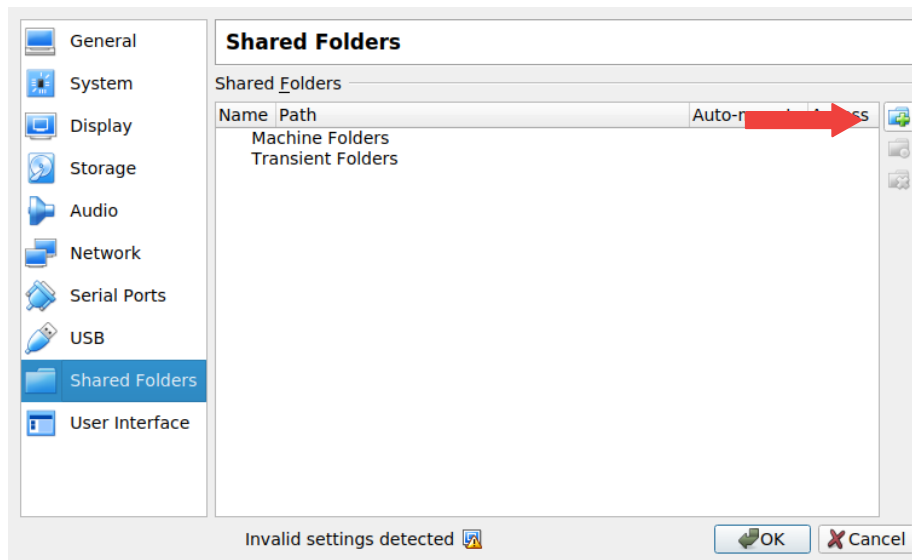 General
System
Display
Storage
Audio
Network
Serial Ports
USB
Shared Folders
User Interface
Shared Folders
Shared Folders
Name Path
Machine Folders
Transient Folders
Invalid settings detected
OK
Cancel